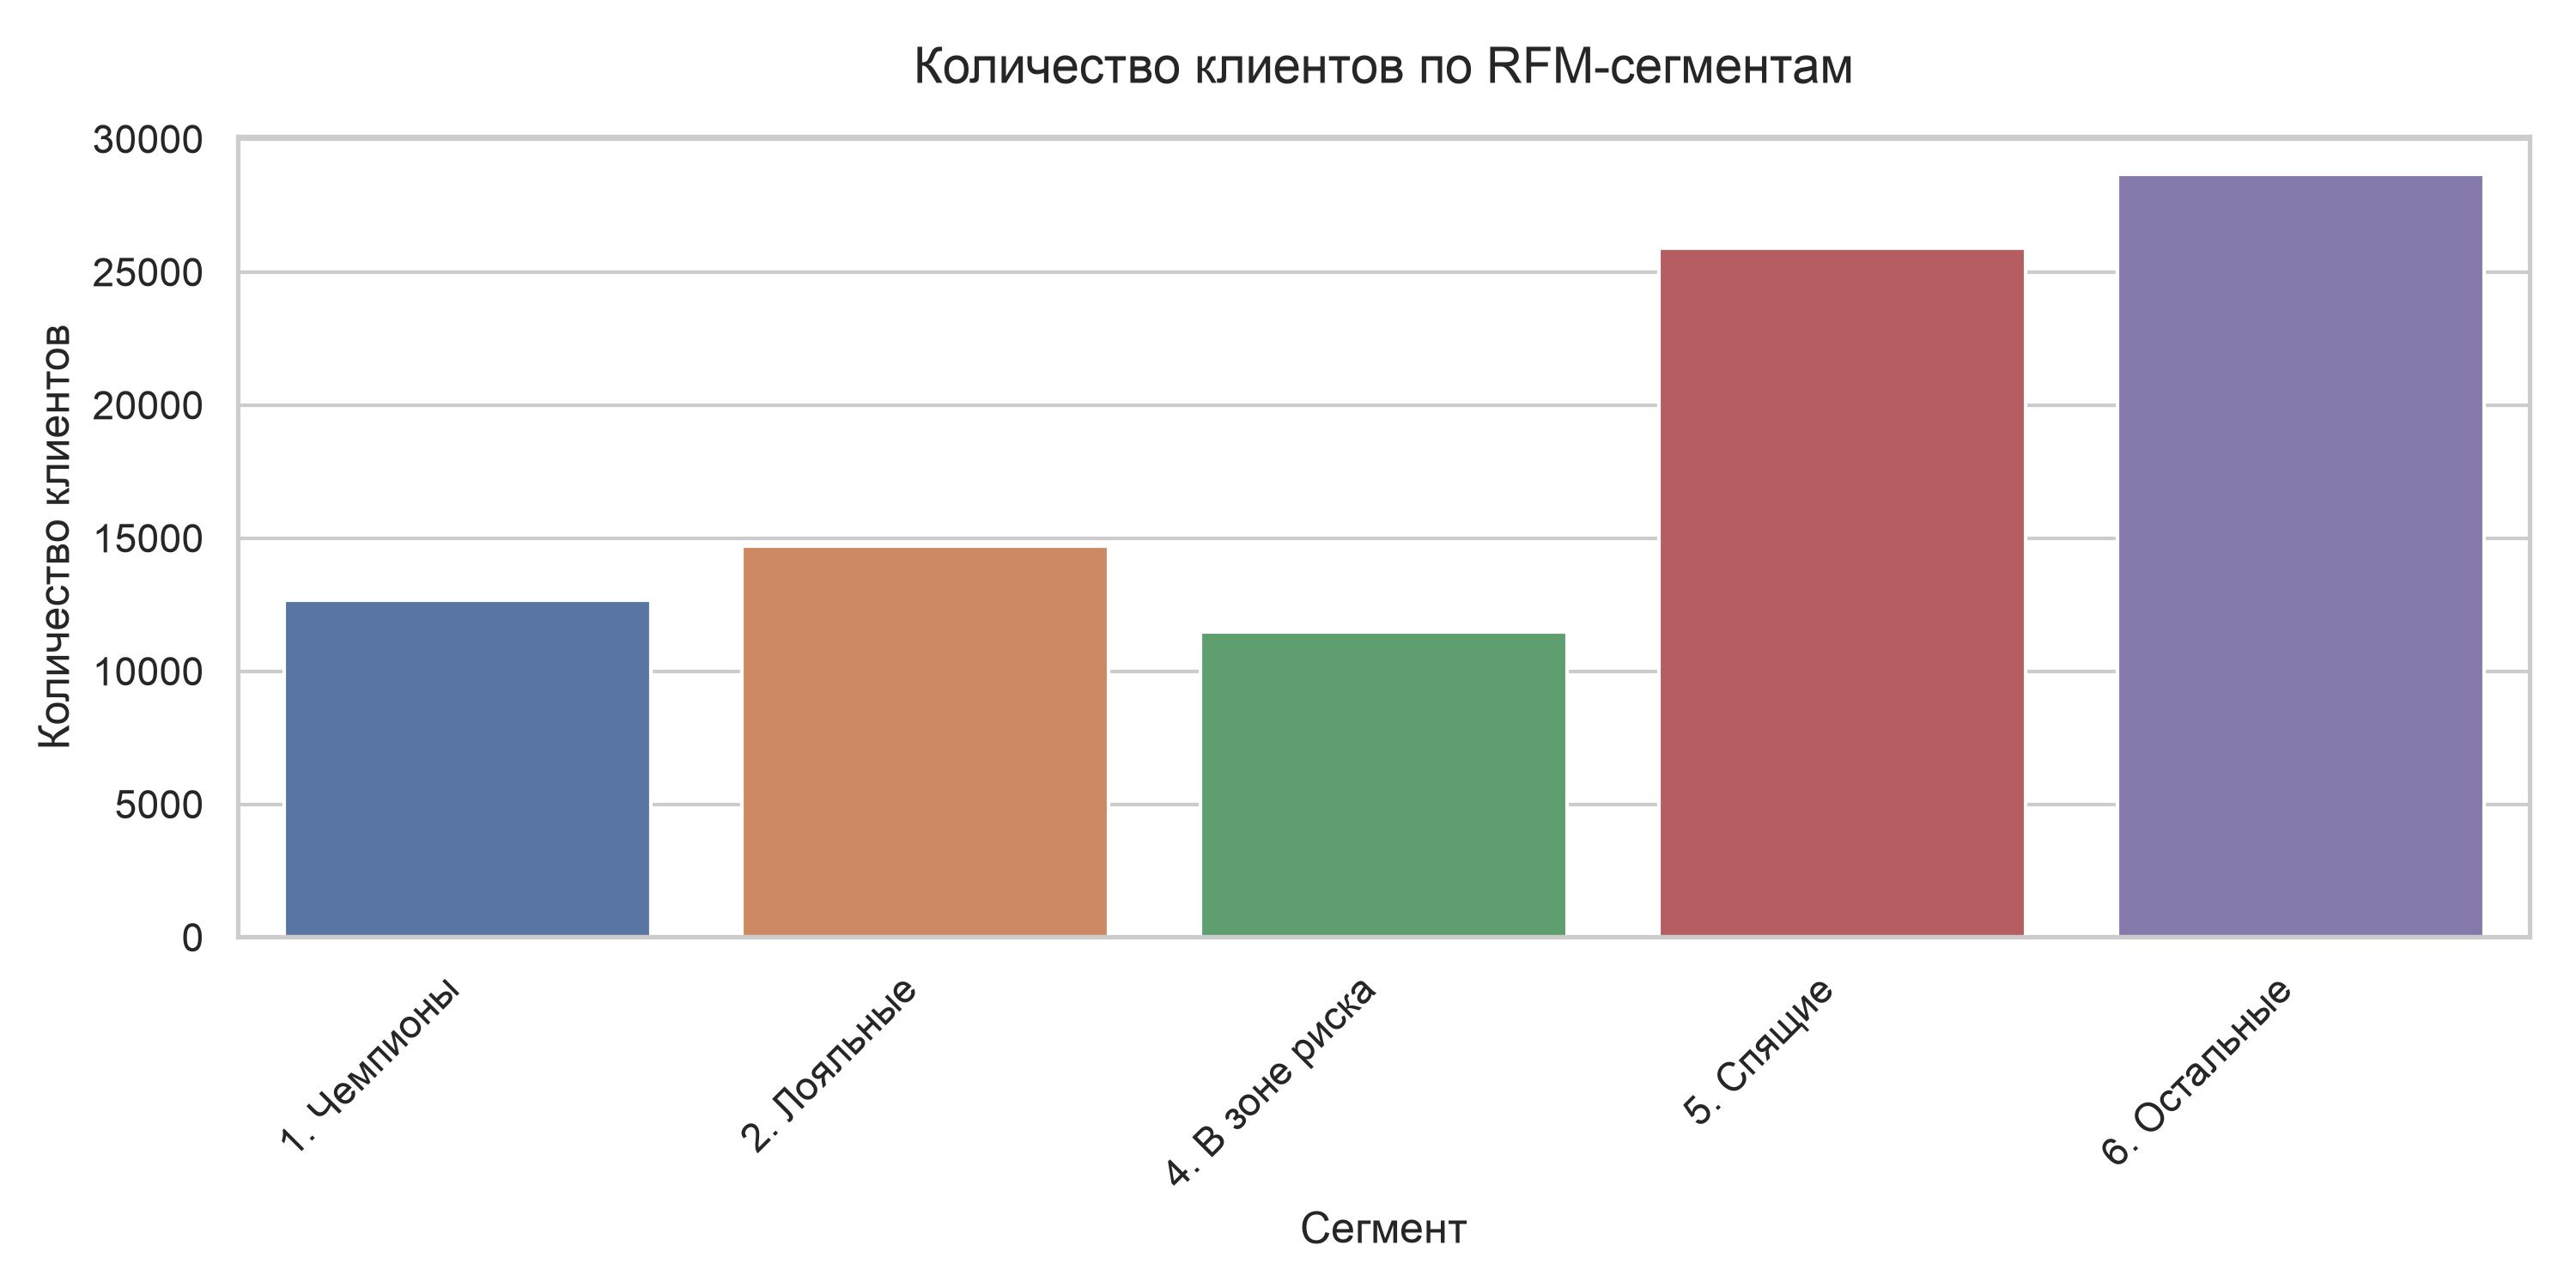 Количество клиентов по RFM-сегментам
30000
25000
20000
15000
10000
5000
0
Количество клиентов
1. Чемпионы
2. Лояльные
4. В зоне риска
5. Спящие
6. Остальные
Сегмент